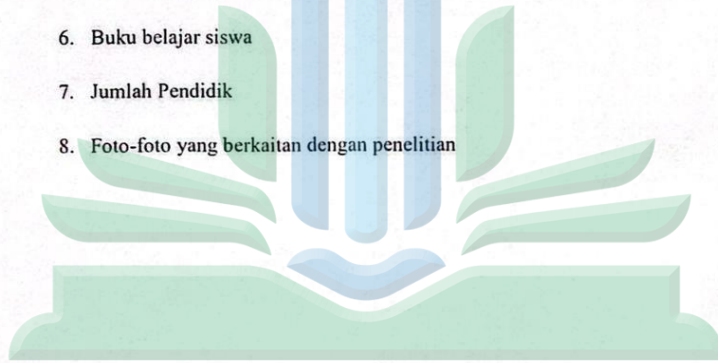 6. Buku belajar siswa
7. Jumlah Pendidik
8. Foto-foto yang berkaitan dengan penelitian